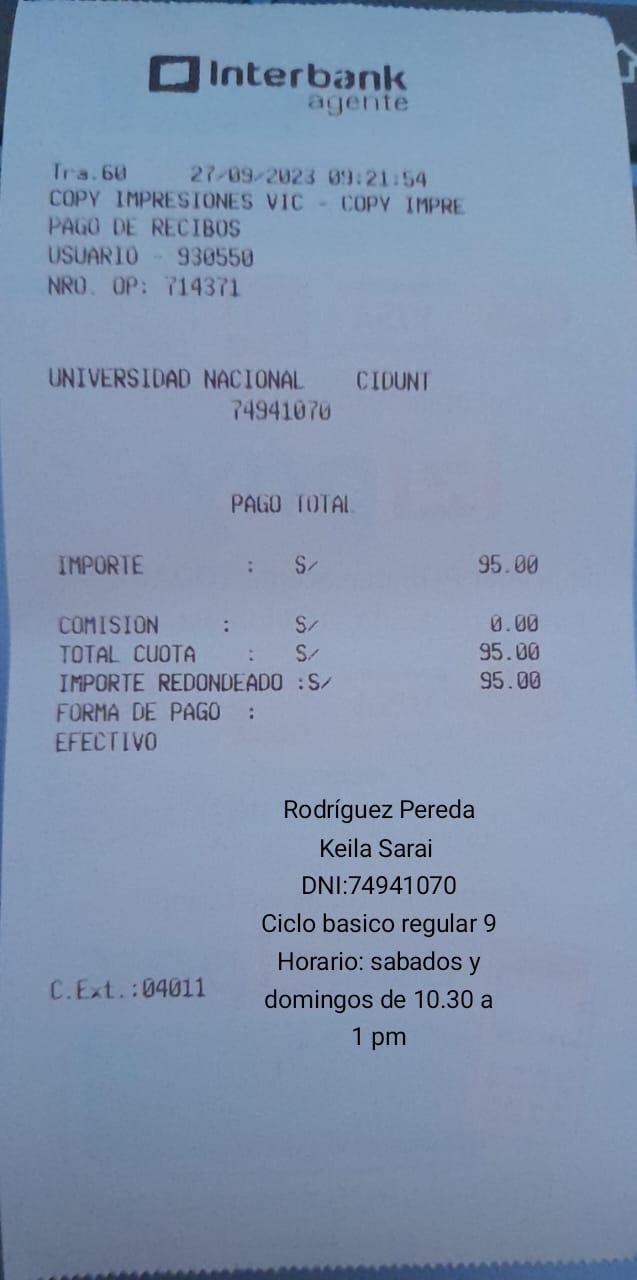 Interbank
agente
Tra.60 27/09/2023 09:21:54
COPY IMPRESIONES VIC - COPY IMPRE
PAGO DE RECIBOS
USUARIO - 930550
NRO. OP: 714371
UNIVERSIDAD NACIONAL CIDUNT
74941070
PAGO TOTAL
IMPORTE : S/ 95.00
COMISION : S/ 0.00
TOTAL CUOTA : S/ 95.00
IMPORTE REDONDEADO :S/ 95.00
FORMA DE PAGO :
EFECTIVO
Rodríguez Pereda
Keila Sarai
DNI:74941070
Ciclo basico regular 9
Horario: sabados y
domingos de 10.30 a
1 pm
C.Ext.:04011